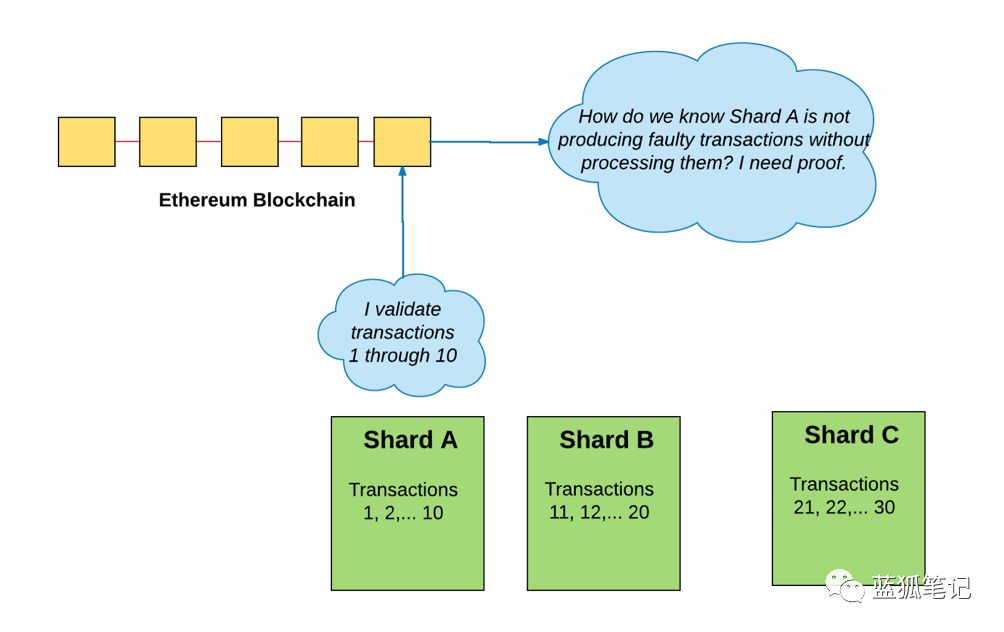 How do we know Shard A is not
producing faulty transactions without
processing them? I need proof.
Ethereum Blockchain
I validate
transactions
1 through 10
Shard A
Transactions
1, 2,... 10
Shard B
Transactions
11, 12,... 20
Shard C
Transactions
21, 22,... 30
蓝狐笔记